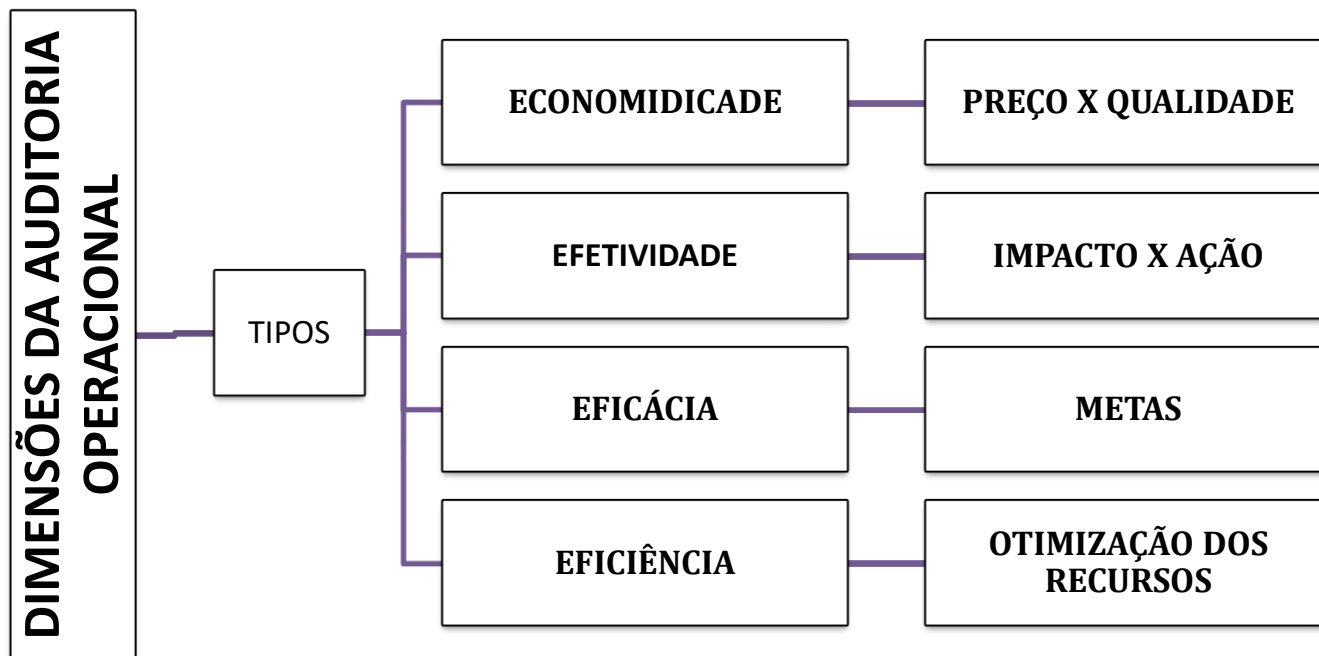 DIMENSÕES DA AUDITORIA
OPERACIONAL
TIPOS
ECONOMIDICADE
PREÇO X QUALIDADE
EFETIVIDADE
IMPACTO X AÇÃO
EFICÁCIA
METAS
EFICIÊNCIA
OTIMIZAÇÃO DOS
RECURSOS